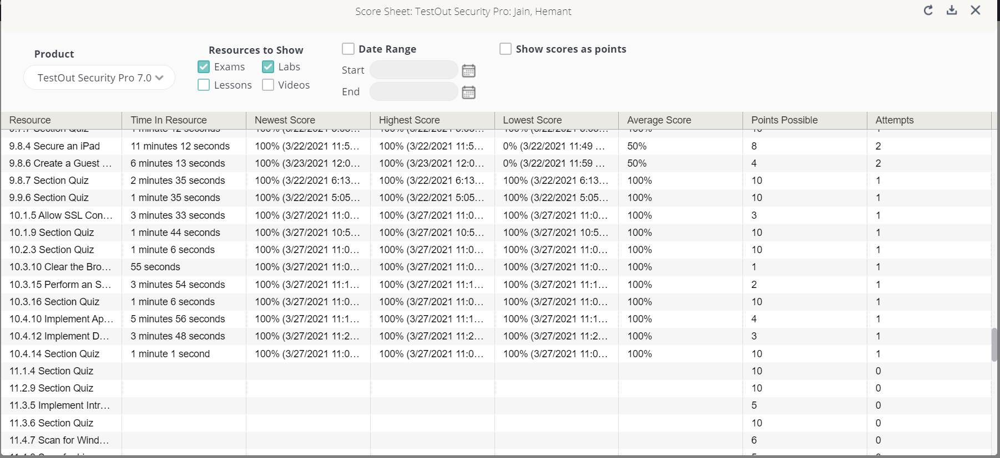 Score Sheet: TestOut Security Pro: Jain, Hemant
Product
TestOut Security Pro 7.0
Resources to Show
Exams Labs
Lessons Videos
Date Range
Start
End
Show scores as points
Resource Time In Resource Newest Score Highest Score Lowest Score Average Score Points Possible Attempts
9.7.7 Section Quiz 1 minute 12 seconds 100% (3/22/2021 100% (3/22/2021 100% (3/22/2021 100% 10 1
9.8.4 Secure an iPad 11 minutes 12 seconds 100% (3/22/2021 11:5... 100% (3/22/2021 11:5... 0% (3/22/2021 11:49 ... 50% 8 2
9.8.6 Create a Guest ... 6 minutes 13 seconds 100% (3/23/2021 12:0... 100% (3/23/2021 12:0... 0% (3/22/2021 11:59 ... 50% 4 2
9.8.7 Section Quiz 2 minutes 35 seconds 100% (3/22/2021 6:13... 100% (3/22/2021 6:13... 100% (3/22/2021 6:13... 100% 10 1
9.9.6 Section Quiz 1 minute 35 seconds 100% (3/22/2021 5:05... 100% (3/22/2021 5:05... 100% (3/22/2021 5:05... 100% 10 1
10.1.5 Allow SSL Con... 3 minutes 33 seconds 100% (3/27/2021 11:0... 100% (3/27/2021 11:0... 100% (3/27/2021 11:0... 100% 3 1
10.1.9 Section Quiz 1 minute 44 seconds 100% (3/27/2021 10:5... 100% (3/27/2021 10:5... 100% (3/27/2021 10:5... 100% 10 1
10.2.3 Section Quiz 1 minute 6 seconds 100% (3/27/2021 11:0... 100% (3/27/2021 11:0... 100% (3/27/2021 11:0... 100% 10 1
10.3.10 Clear the Bro... 55 seconds 100% (3/27/2021 11:0... 100% (3/27/2021 11:0... 100% (3/27/2021 11:0... 100% 1 1
10.3.15 Perform an S... 3 minutes 54 seconds 100% (3/27/2021 11:1... 100% (3/27/2021 11:1... 100% (3/27/2021 11:1... 100% 2 1
10.3.16 Section Quiz 1 minute 6 seconds 100% (3/27/2021 11:0... 100% (3/27/2021 11:0... 100% (3/27/2021 11:0... 100% 10 1
10.4.10 Implement Ap... 5 minutes 56 seconds 100% (3/27/2021 11:1... 100% (3/27/2021 11:1... 100% (3/27/2021 11:1... 100% 4 1
10.4.12 Implement D... 3 minutes 48 seconds 100% (3/27/2021 11:2... 100% (3/27/2021 11:2... 100% (3/27/2021 11:2... 100% 3 1
10.4.14 Section Quiz 1 minute 1 second 100% (3/27/2021 11:0... 100% (3/27/2021 11:0... 100% (3/27/2021 11:0... 100% 10 1
11.1.4 Section Quiz 10 0
11.2.9 Section Quiz 10 0
11.3.5 Implement Intr... 5 0
11.3.6 Section Quiz 10 0
11.4.7 Scan for Wind... 6 0